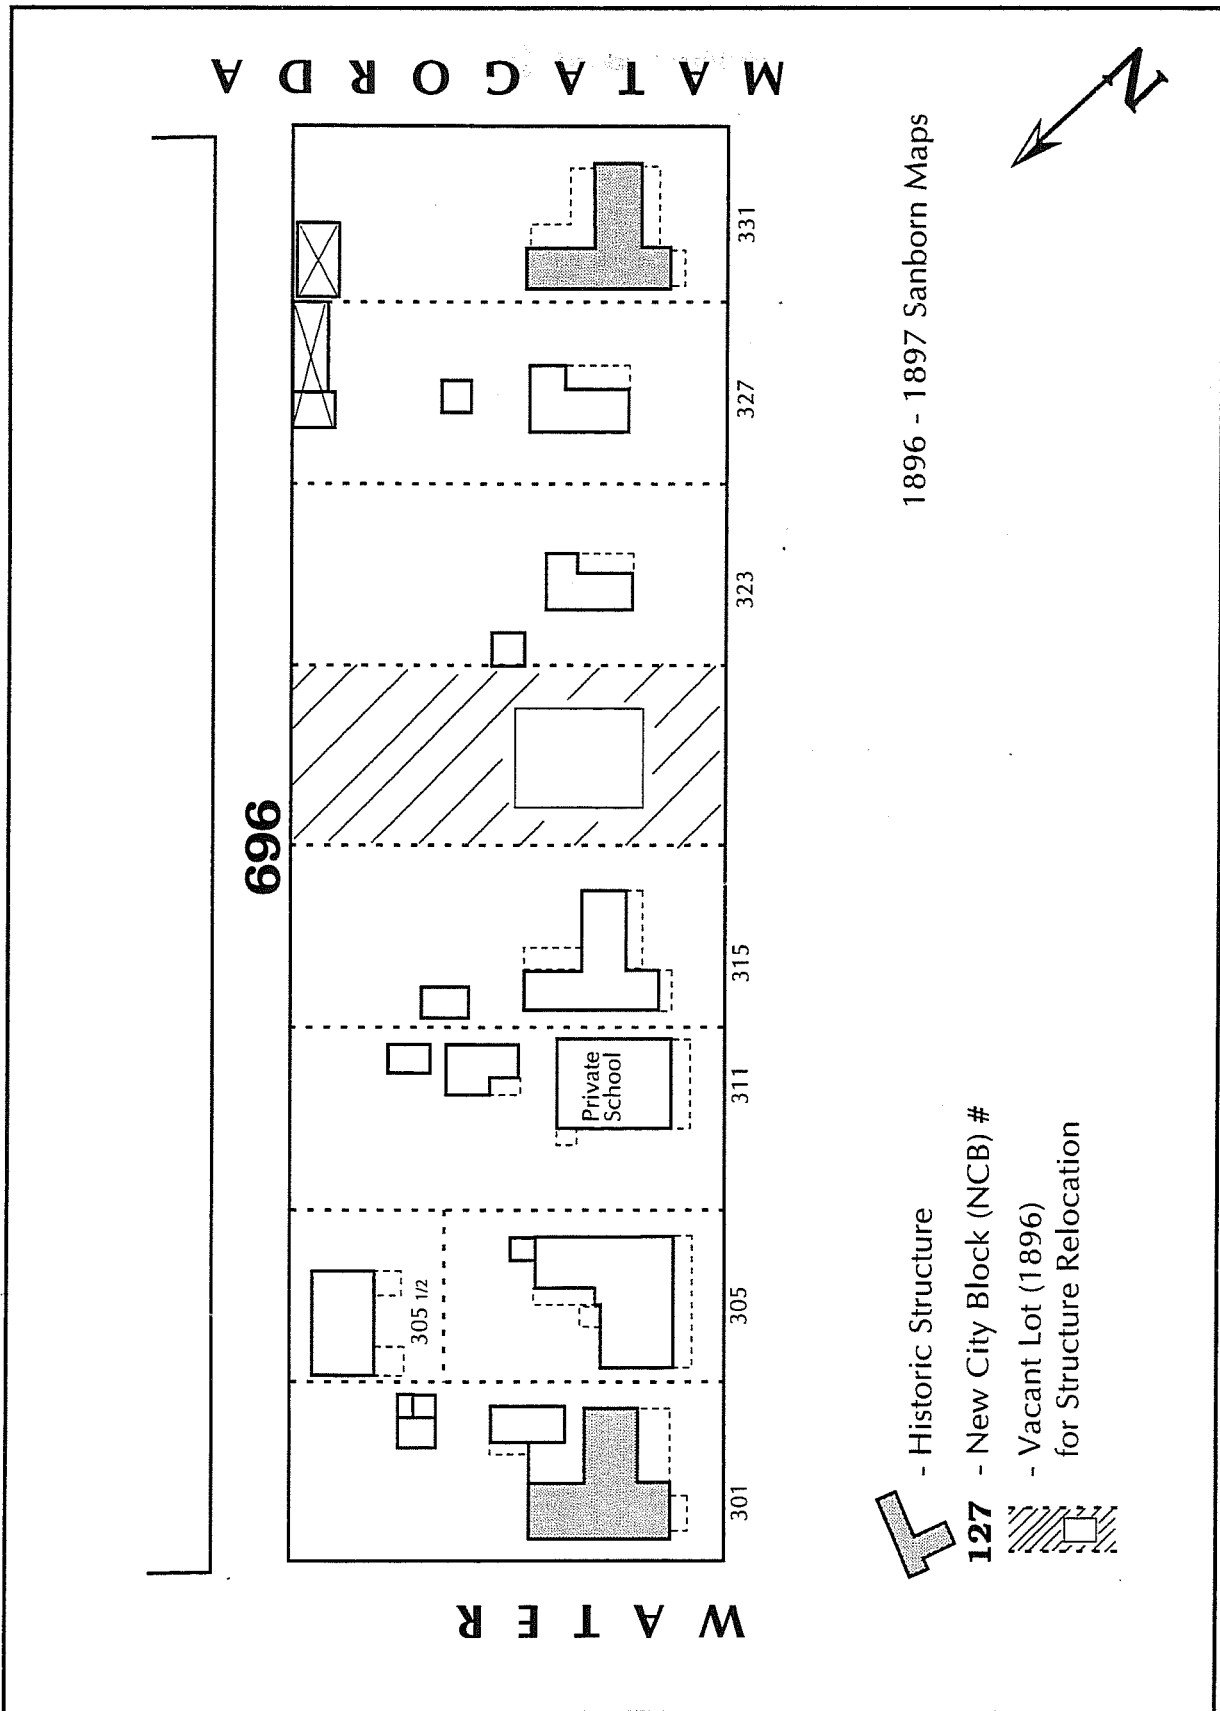 MATAGORDA
331
327
323
315
311
305
301
305 1/2
Private
School
696
WATER
1896 - 1897 Sanborn Maps
N
- Historic Structure
127 - New City Block (NCB) #
- Vacant Lot (1896)
for Structure Relocation